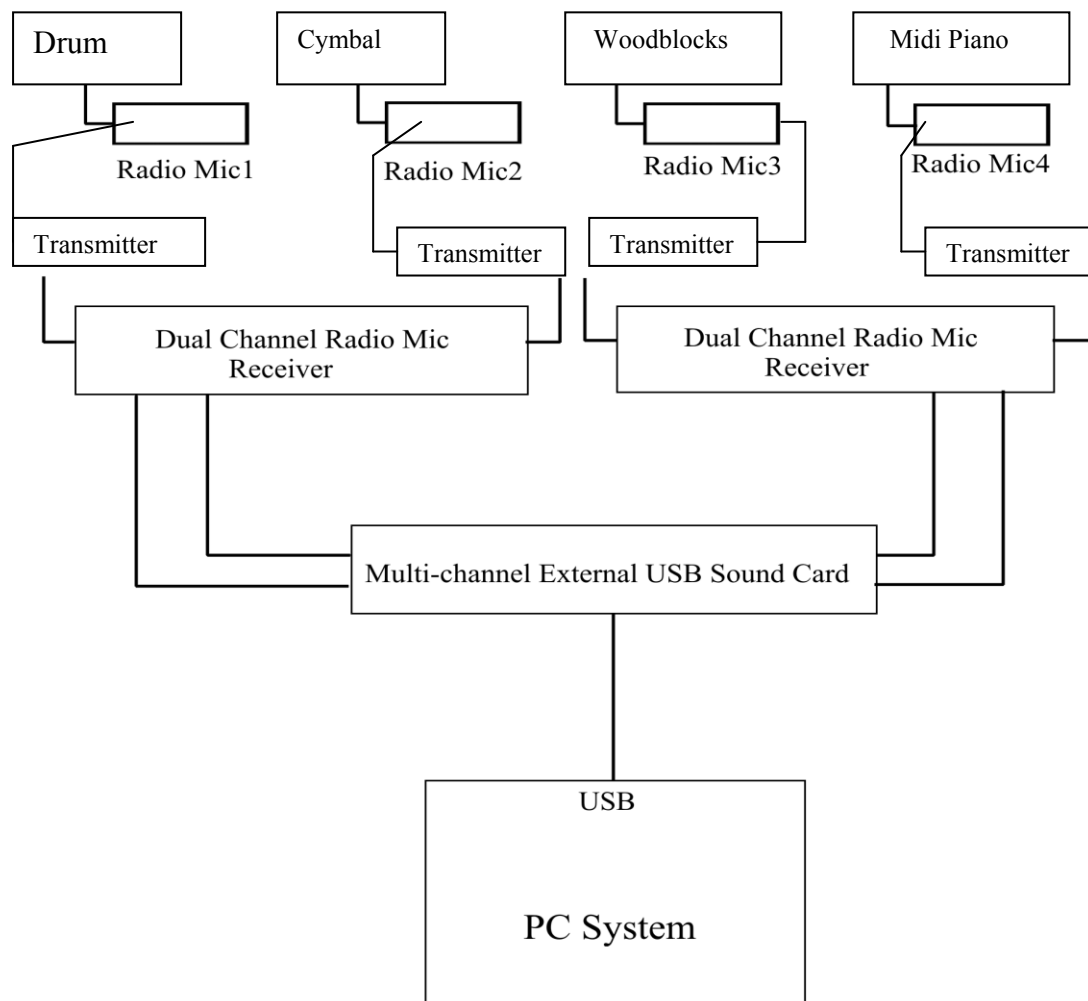 Drum
Cymbal
Woodblocks
Midi Piano
Radio Mic1
Radio Mic2
Radio Mic3
Radio Mic4
Transmitter
Transmitter
Transmitter
Transmitter
Dual Channel Radio Mic
Receiver
Dual Channel Radio Mic
Receiver
Multi-channel External USB Sound Card
USB
PC System